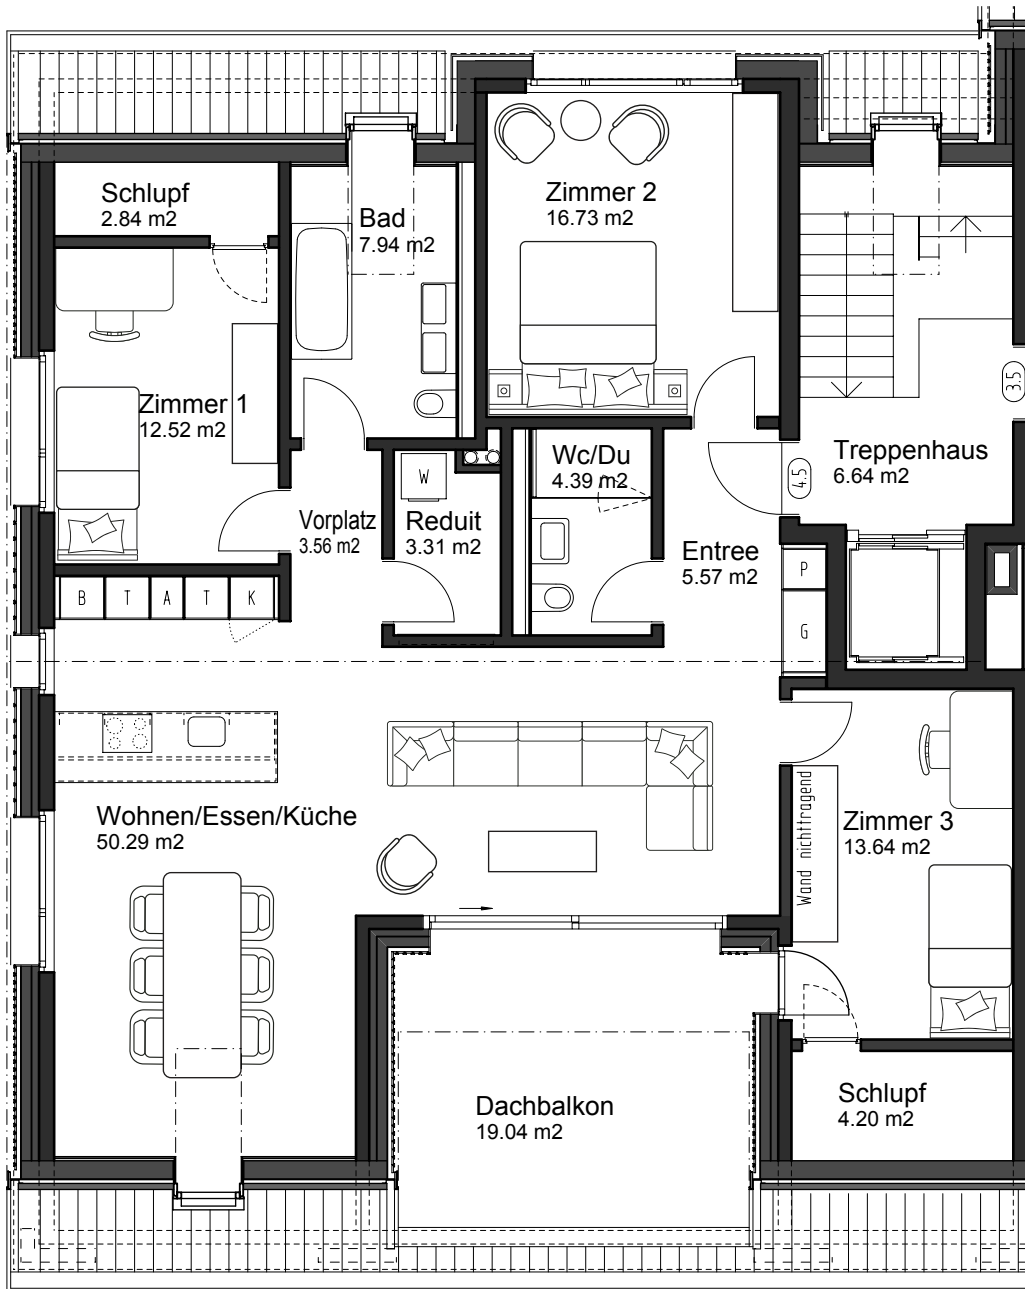 Schlupf
2.84 m2
Bad
7.94 m2
Zimmer 2
16.73 m2
3.5
Zimmer 1
12.52 m2
Wc/Du
4.39 m2
Treppenhaus
6.64 m2
4.5
W
Vorplatz
3.56 m2
Reduit
3.31 m2
Entree
5.57 m2
P
B T A T K
G
Wohnen/Essen/Küche
50.29 m2
Wand nichttragend
Zimmer 3
13.64 m2
Dachbalkon
19.04 m2
Schlupf
4.20 m2